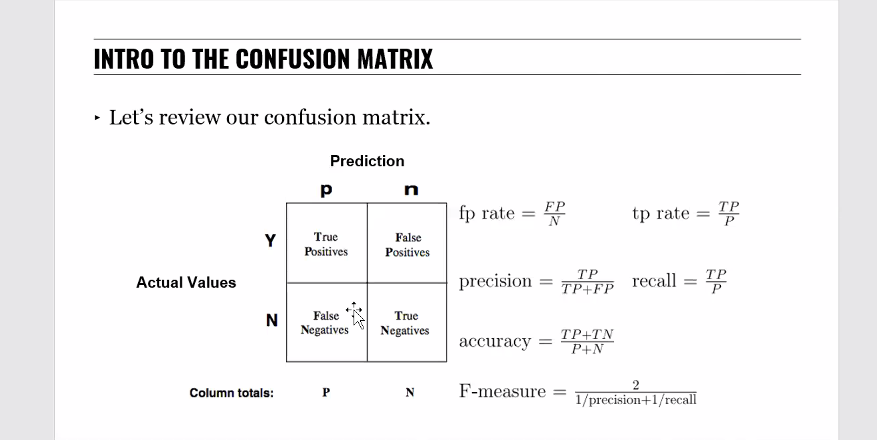 INTRO TO THE CONFUSION MATRIX
‣ Let's review our confusion matrix.
Prediction
p n
Y
True
Positives
False
Positives
Actual Values
N
False
Negatives
True
Negatives
Column totals: P N
fp rate = FP/N
tp rate = TP/P
precision = TP/TP+FP
recall = TP/P
accuracy = TP+TN/P+N
F-measure = 2/1/precision+1/recall